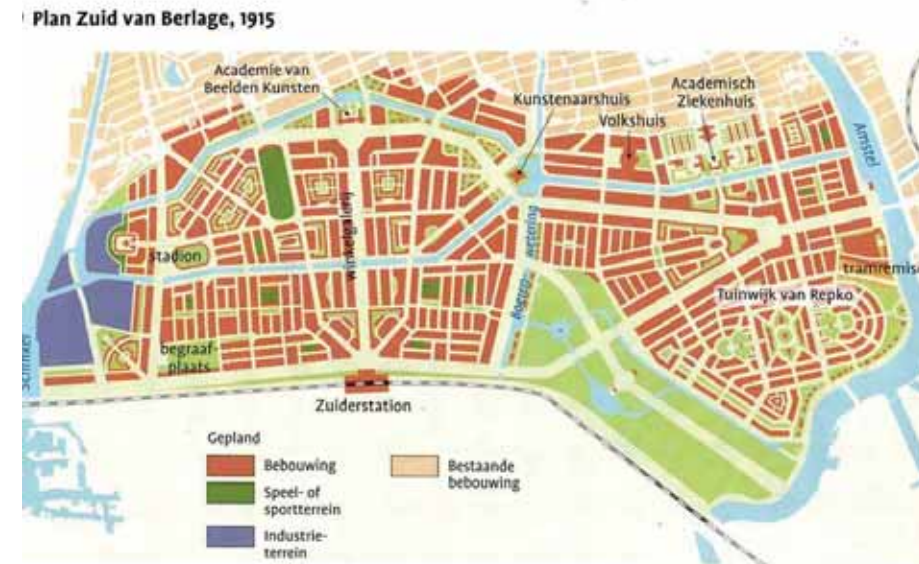 Plan Zuid van Berlage, 1915
Academie van
Beelden Kunsten
Kunstenaarshuis
Volkshuis
Academisch
Ziekenhuis
Amstel
stadion
winkelgalerij
wetering
tramremise
Tuinwijk van Repko
begraaf-
plaats
Schinkel
Zuiderstation
Gepland
Bebouwing
Speel- of
sportterrein
Industrie-
terrein
Bestaande
bebouwing